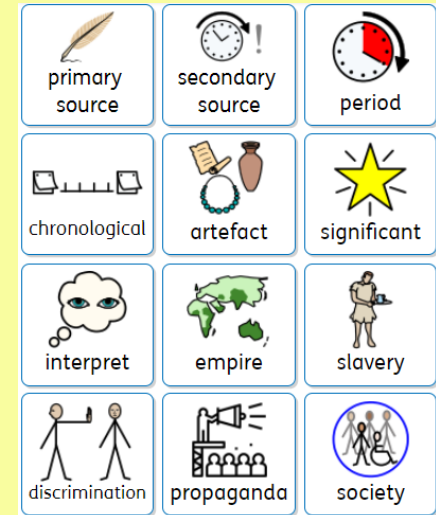 primary
source
secondary
source
period
chronological
artefact
significant
interpret
empire
slavery
discrimination
propaganda
society